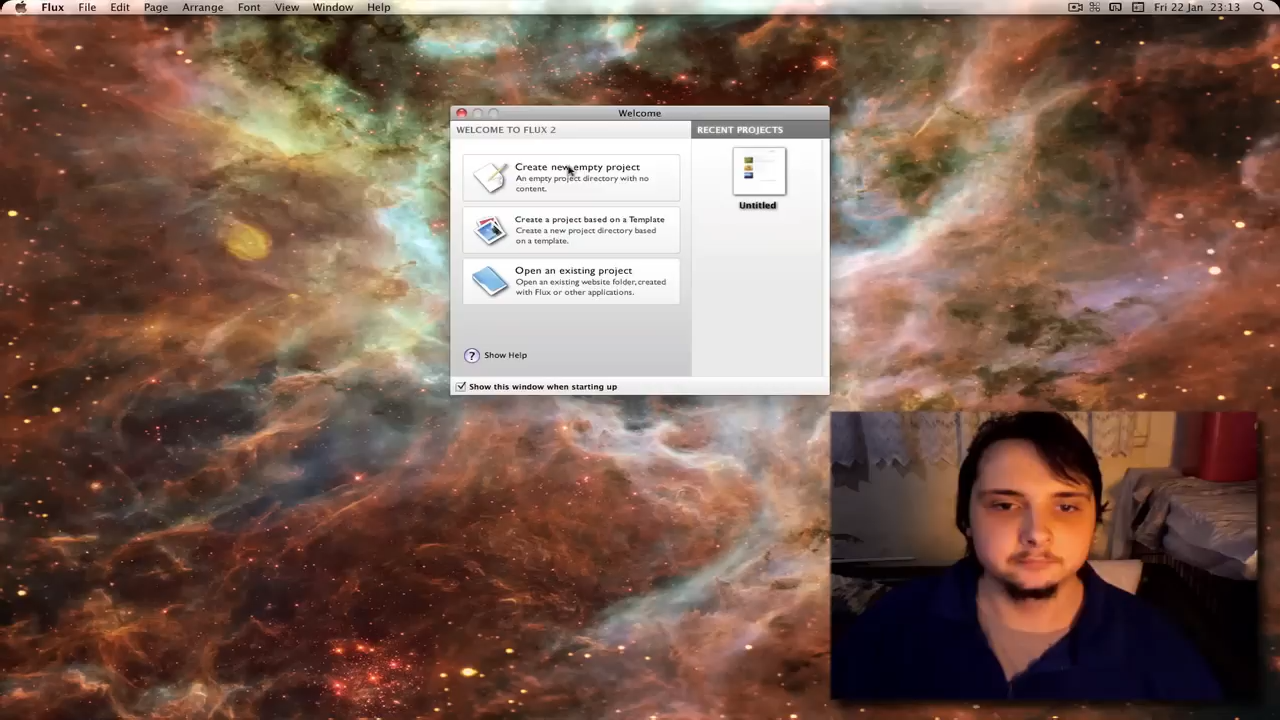 Flux File Edit Page Arrange Font View Window Help Fri 22 Jan 23:13
Welcome
WELCOME TO FLUX 2
RECENT PROJECTS
Create new empty project
An empty project directory with no
content.
Create a project based on a Template
Create a new project directory based
on a template.
Open an existing project
Open an existing website folder, created
with Flux or other applications.
Untitled
? Show Help
Show this window when starting up